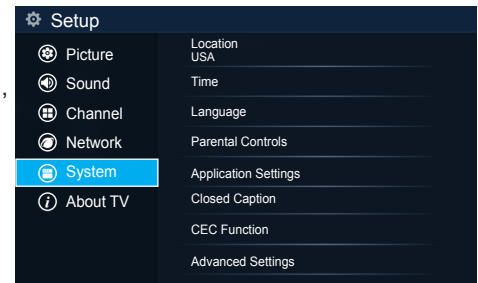 Setup
Picture
Sound
Channel
Network
System
About TV
Location
USA
Time
Language
Parental Controls
Application Settings
Closed Caption
CEC Function
Advanced Settings
,